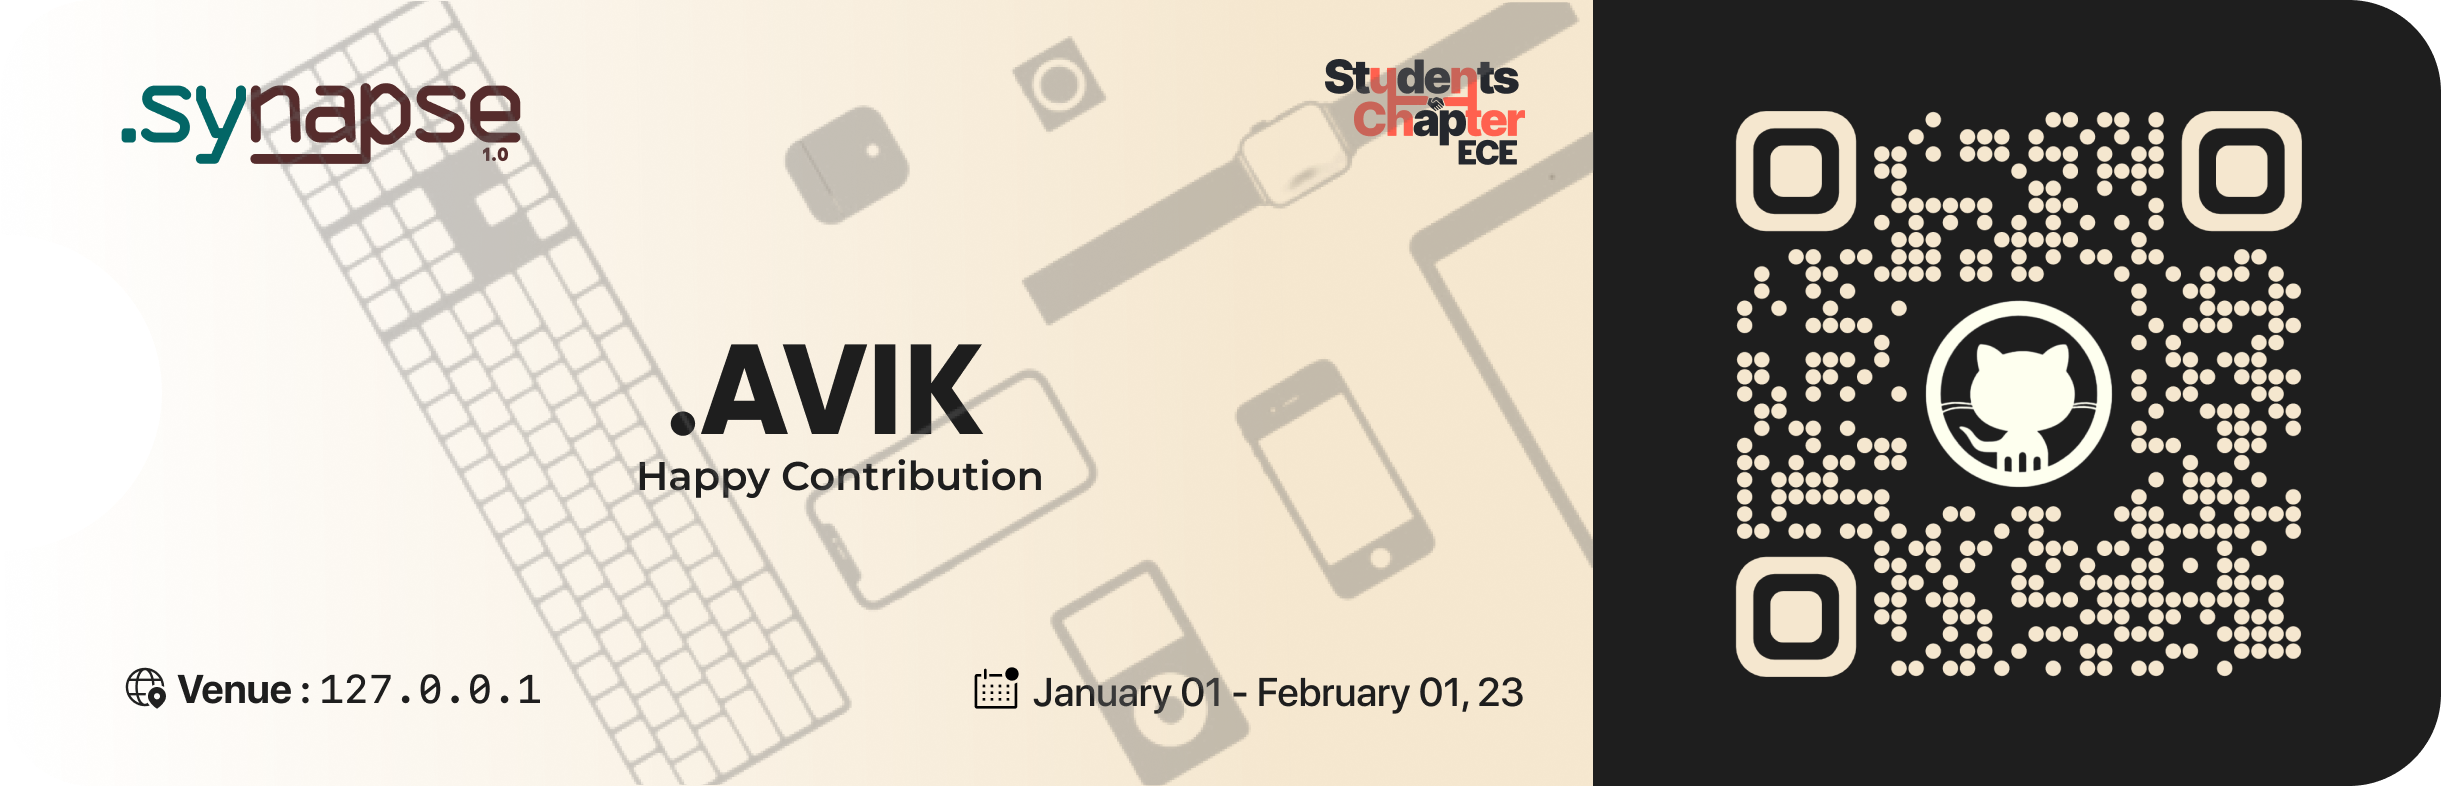 .synapse
1.0
Students
Chapter
ECE
.AVIK
Happy Contribution
Venue : 127.0.0.1
January 01 - February 01, 23